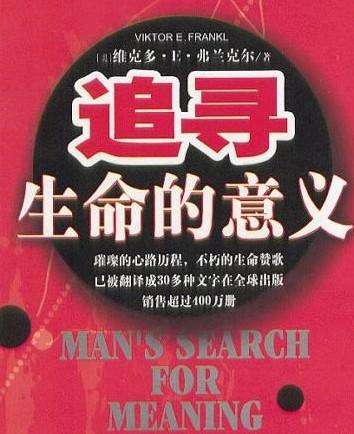 VIKTOR E. FRANKL
[美]维克多·E·弗兰克尔/著
追寻
生命的意义
璀璨的心路历程，不朽的生命赞歌
已被翻译成30多种文字在全球出版
销售超过400万册
MAN'S SEARCH
FOR
MEANING